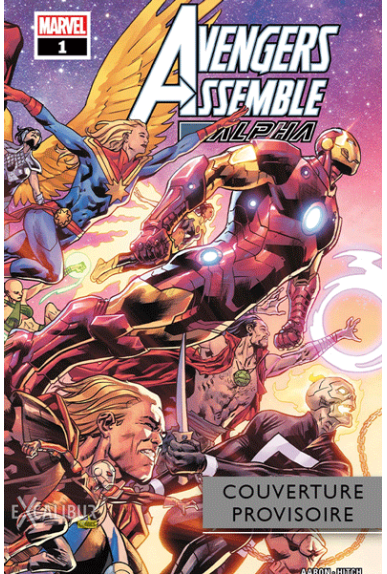 MARVEL
1
AVENGERS
ASSEMBLE
ALPHA
EXCALIBUR
COUVERTURE
PROVISOIRE
AARON · HITCH